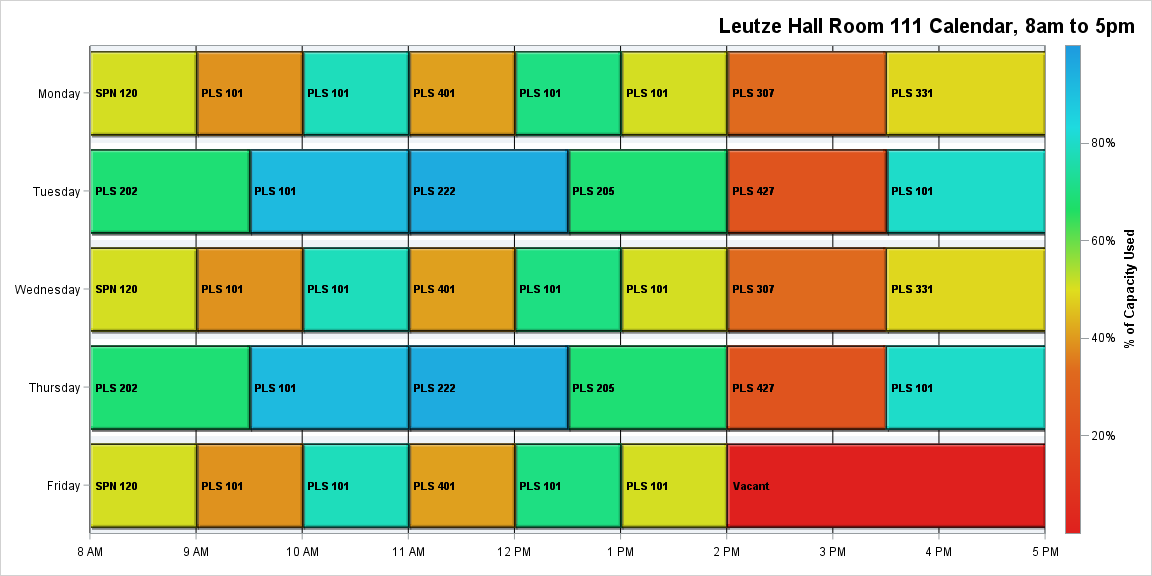 Leutze Hall Room 111 Calendar, 8am to 5pm
Monday
SPN 120
PLS 101
PLS 101
PLS 401
PLS 101
PLS 101
PLS 307
PLS 331
Tuesday
PLS 202
PLS 101
PLS 222
PLS 205
PLS 427
PLS 101
Wednesday
SPN 120
PLS 101
PLS 101
PLS 401
PLS 101
PLS 101
PLS 307
PLS 331
Thursday
PLS 202
PLS 101
PLS 222
PLS 205
PLS 427
PLS 101
Friday
SPN 120
PLS 101
PLS 101
PLS 401
PLS 101
PLS 101
Vacant
8 AM
9 AM
10 AM
11 AM
12 PM
1 PM
2 PM
3 PM
4 PM
5 PM
80%
60%
40%
20%
% of Capacity Used